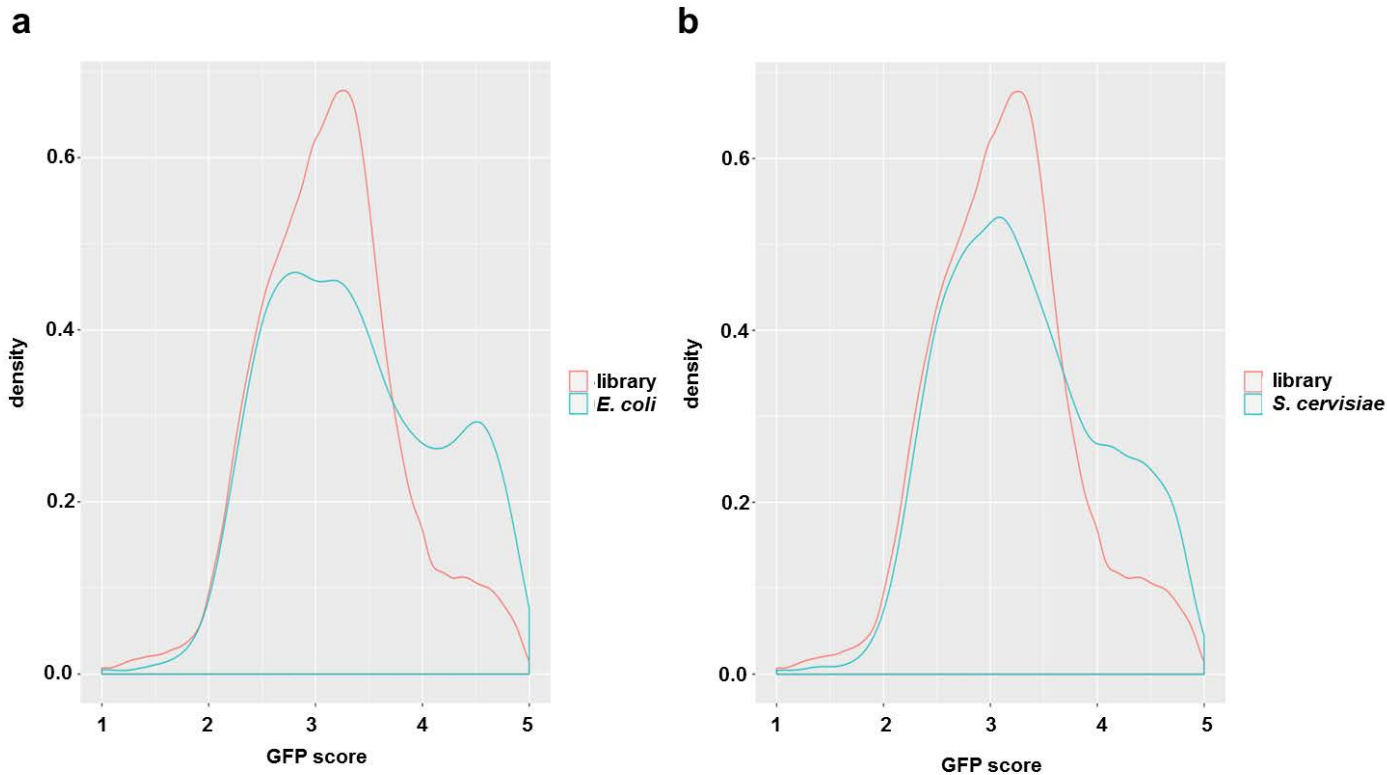 a
density
0.6
0.4
0.2
0.0
1 2 3 4 5
GFP score
library
E. coli
b
density
0.6
0.4
0.2
0.0
1 2 3 4 5
GFP score
library
S. cervisiae